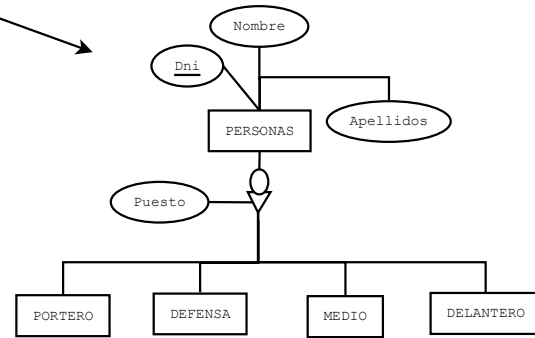 Nombre
Dni
Apellidos
PERSONAS
Puesto
PORTERO
DEFENSA
MEDIO
DELANTERO